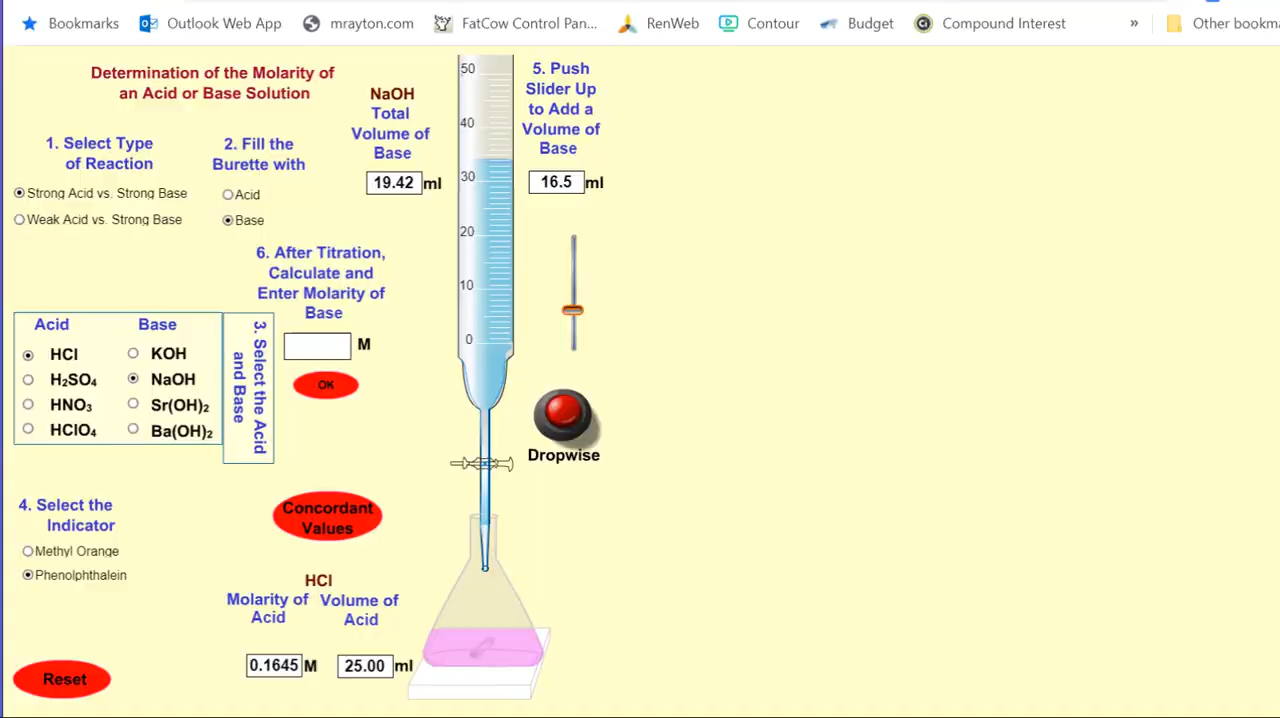 Bookmarks Outlook Web App mrayton.com FatCow Control Pan... RenWeb Contour Budget Compound Interest » Other bookma
Determination of the Molarity of
an Acid or Base Solution
1. Select Type
of Reaction
Strong Acid vs. Strong Base
Weak Acid vs. Strong Base
2. Fill the
Burette with
Acid
Base
NaOH
Total
Volume of
Base
19.42 ml
50
40
30
20
10
0
5. Push
Slider Up
to Add a
Volume of
Base
16.5 ml
6. After Titration,
Calculate and
Enter Molarity of
Base
M
OK
Acid Base
HCl KOH
H₂SO₄ NaOH
HNO₃ Sr(OH)₂
HClO₄ Ba(OH)₂
3. Select the Acid
and Base
Dropwise
4. Select the
Indicator
Methyl Orange
Phenolphthalein
Concordant
Values
HCl
Molarity of
Acid
Volume of
Acid
0.1645 M 25.00 ml
Reset